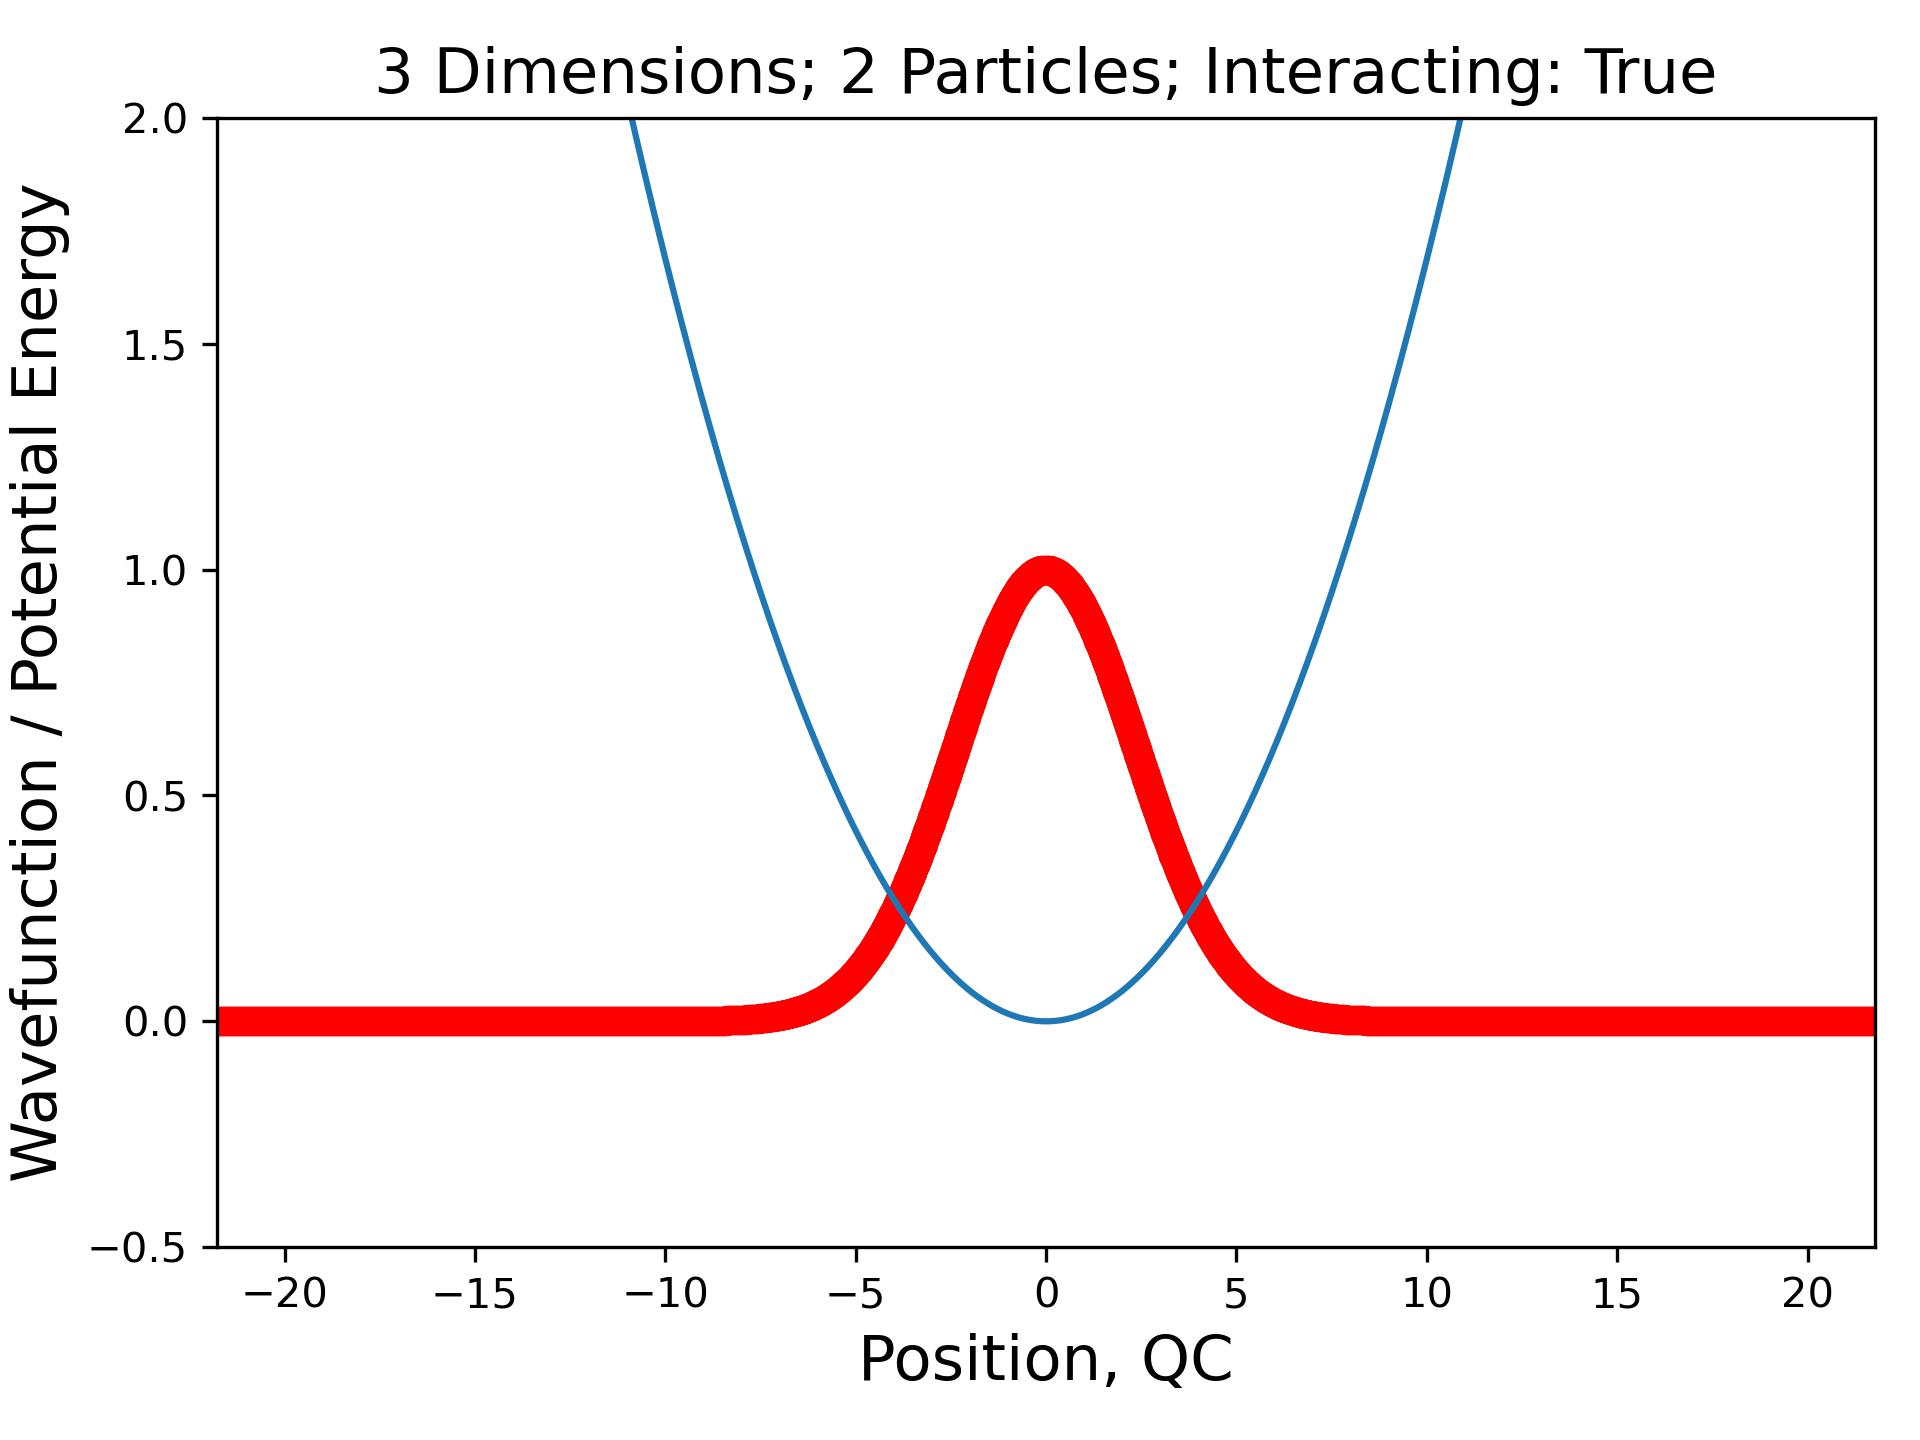 3 Dimensions; 2 Particles; Interacting: True
Wavefunction / Potential Energy
2.0
1.5
1.0
0.5
0.0
−0.5
−20 −15 −10 −5 0 5 10 15 20
Position, QC